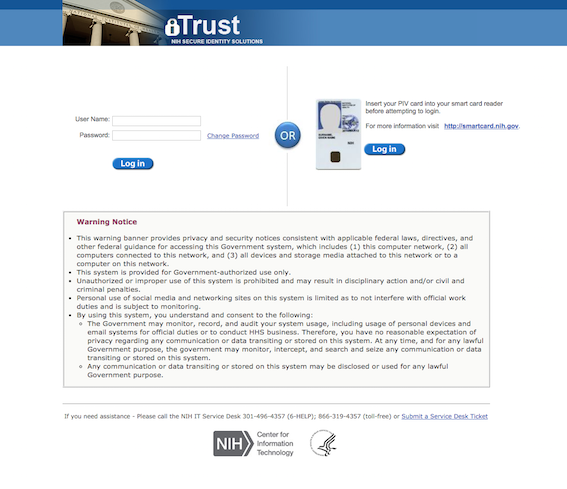 iTrust
NIH SECURE IDENTITY SOLUTIONS
User Name:
Password:
Change Password
Log in
OR
Insert your PIV card into your smart card reader
before attempting to login.
For more information visit http://smartcard.nih.gov.
Log in
Warning Notice
• This warning banner provides privacy and security notices consistent with applicable federal laws, directives, and
other federal guidance for accessing this Government system, which includes (1) this computer network, (2) all
computers connected to this network, and (3) all devices and storage media attached to this network or to a
computer on this network.
• This system is provided for Government-authorized use only.
• Unauthorized or improper use of this system is prohibited and may result in disciplinary action and/or civil and
criminal penalties.
• Personal use of social media and networking sites on this system is limited as to not interfere with official work
duties and is subject to monitoring.
• By using this system, you understand and consent to the following:
○ The Government may monitor, record, and audit your system usage, including usage of personal devices and
email systems for official duties or to conduct HHS business. Therefore, you have no reasonable expectation of
privacy regarding any communication or data transiting or stored on this system. At any time, and for any lawful
Government purpose, the government may monitor, intercept, and search and seize any communication or data
transiting or stored on this system.
○ Any communication or data transiting or stored on this system may be disclosed or used for any lawful
Government purpose.
If you need assistance - Please call the NIH IT Service Desk 301-496-4357 (6-HELP); 866-319-4357 (toll-free) or Submit a Service Desk Ticket
NIH
Center for
Information
Technology